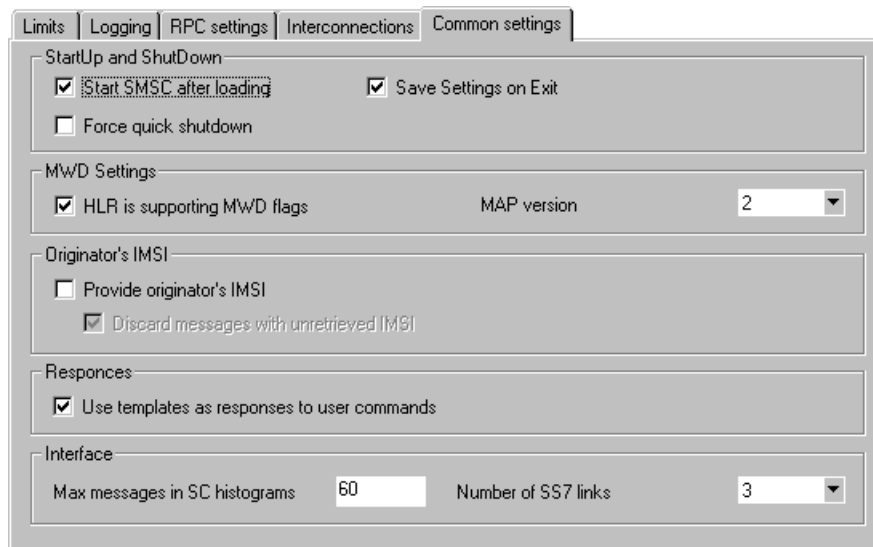 Limits Logging RPC settings Interconnections Common settings
StartUp and ShutDown
Start SMSC after loading Save Settings on Exit
Force quick shutdown
MWD Settings
HLR is supporting MWD flags MAP version 2
Originator's IMSI
Provide originator's IMSI
Discard messages with unretrieved IMSI
Responces
Use templates as responses to user commands
Interface
Max messages in SC histograms 60 Number of SS7 links 3